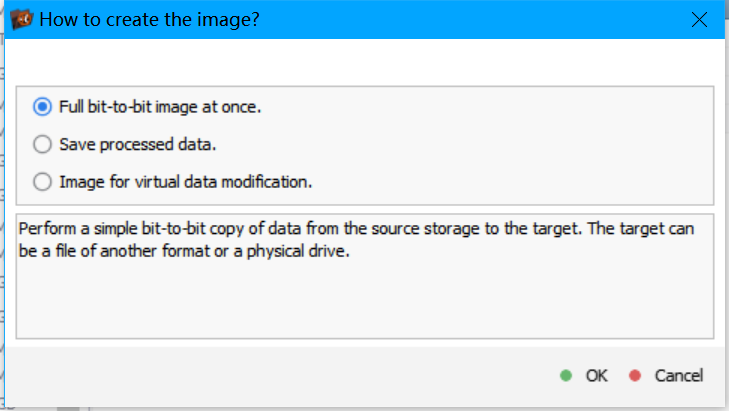 How to create the image?
Full bit-to-bit image at once.
Save processed data.
Image for virtual data modification.
Perform a simple bit-to-bit copy of data from the source storage to the target. The target can
be a file of another format or a physical drive.
OK
Cancel